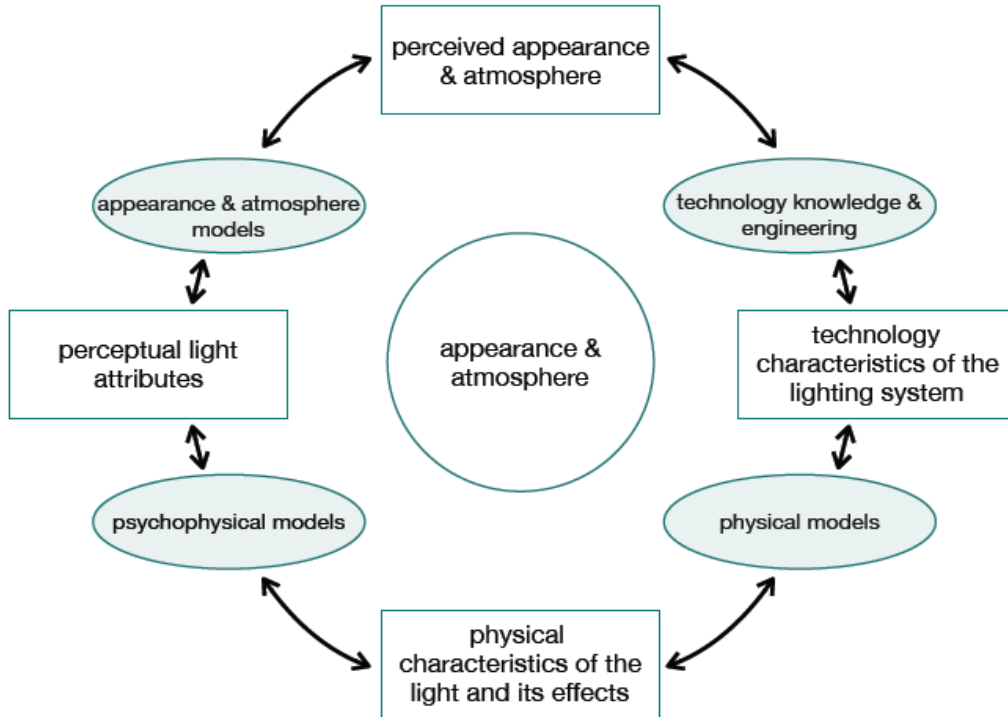 perceived appearance
& atmosphere
appearance & atmosphere
models
technology knowledge &
engineering
perceptual light
attributes
appearance &
atmosphere
technology
characteristics of the
lighting system
psychophysical models
physical models
physical
characteristics of the
light and its effects